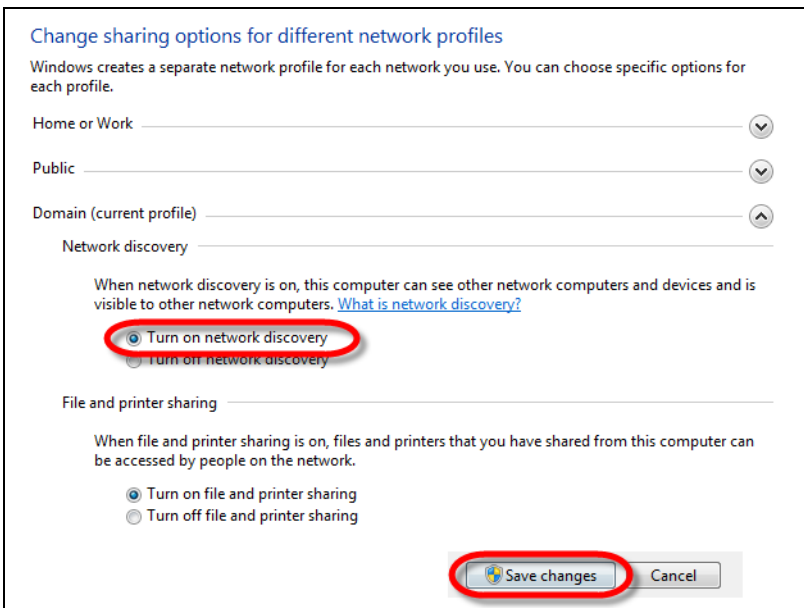 Change sharing options for different network profiles
Windows creates a separate network profile for each network you use. You can choose specific options for
each profile.
Home or Work
Public
Domain (current profile)
Network discovery
When network discovery is on, this computer can see other network computers and devices and is
visible to other network computers. What is network discovery?
Turn on network discovery
Turn off network discovery
File and printer sharing
When file and printer sharing is on, files and printers that you have shared from this computer can
be accessed by people on the network.
Turn on file and printer sharing
Turn off file and printer sharing
Save changes Cancel